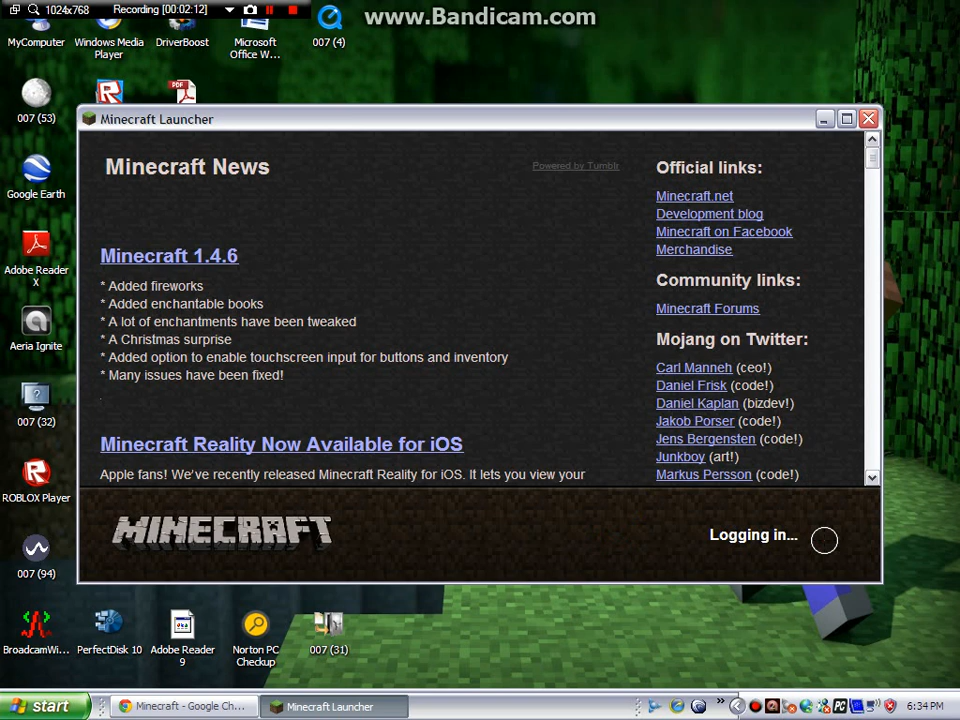 1024x768 Recording [00:02:12]
www.Bandicam.com
MyComputer
Windows Media Player
DriverBoost
Microsoft Office W...
007 (4)
007 (53)
Google Earth
Adobe Reader X
Aeria Ignite
007 (32)
ROBLOX Player
007 (94)
BroadcamWi...
PerfectDisk 10
Adobe Reader 9
Norton PC Checkup
007 (31)
PDF
Minecraft Launcher
Minecraft News
Powered by Tumblr
Minecraft 1.4.6
* Added fireworks
* Added enchantable books
* A lot of enchantments have been tweaked
* A Christmas surprise
* Added option to enable touchscreen input for buttons and inventory
* Many issues have been fixed!
Minecraft Reality Now Available for iOS
Apple fans! We've recently released Minecraft Reality for iOS. It lets you view your
Official links:
Minecraft.net
Development blog
Minecraft on Facebook
Merchandise
Community links:
Minecraft Forums
Mojang on Twitter:
Carl Manneh (ceo!)
Daniel Frisk (code!)
Daniel Kaplan (bizdev!)
Jakob Porser (code!)
Jens Bergensten (code!)
Junkboy (art!)
Markus Persson (code!)
MINECRAFT
Logging in...
start
Minecraft - Google Ch...
Minecraft Launcher
PC
6:34 PM